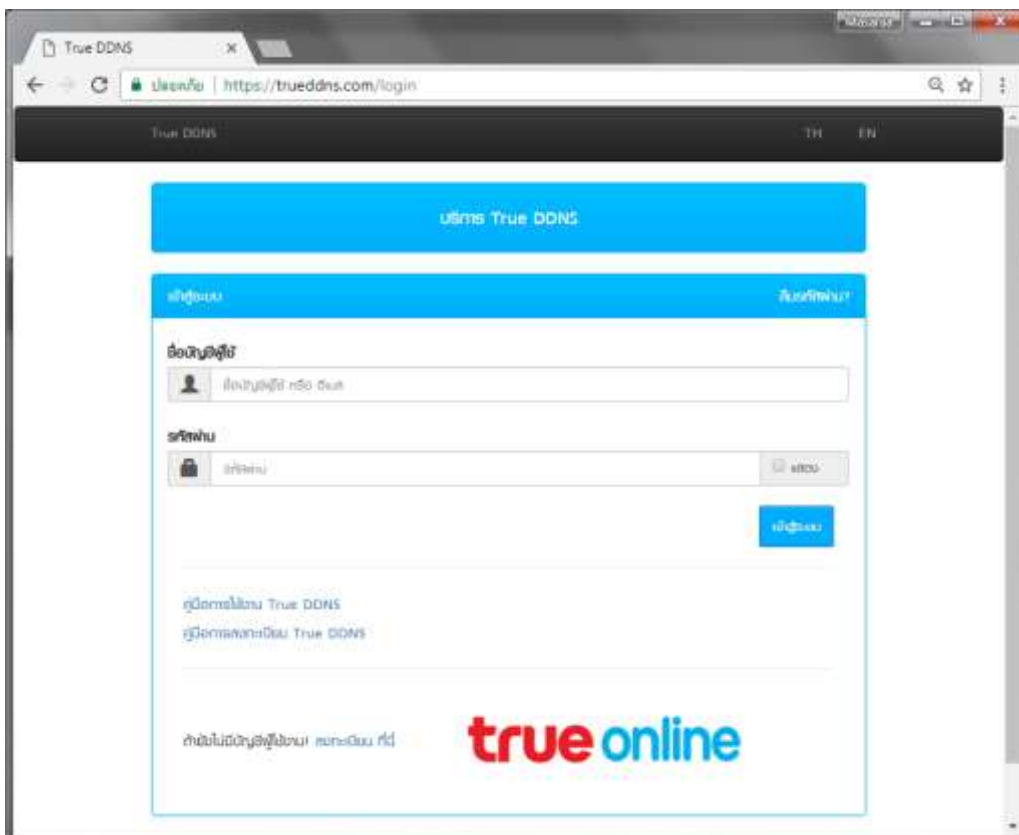 Masarat
True DDNS
ปลอดภัย | https://trueddns.com/login
True DDNS TH EN
บริการ True DDNS
เข้าสู่ระบบ ลืมรหัสผ่าน?
ชื่อบัญชีผู้ใช้
ชื่อบัญชีผู้ใช้ หรือ อีเมล
รหัสผ่าน
รหัสผ่าน แสดง
เข้าสู่ระบบ
คู่มือการใช้งาน True DDNS
คู่มือการลงทะเบียน True DDNS
ถ้ายังไม่มีบัญชีผู้ใช้งาน! ลงทะเบียน ที่นี่
true online